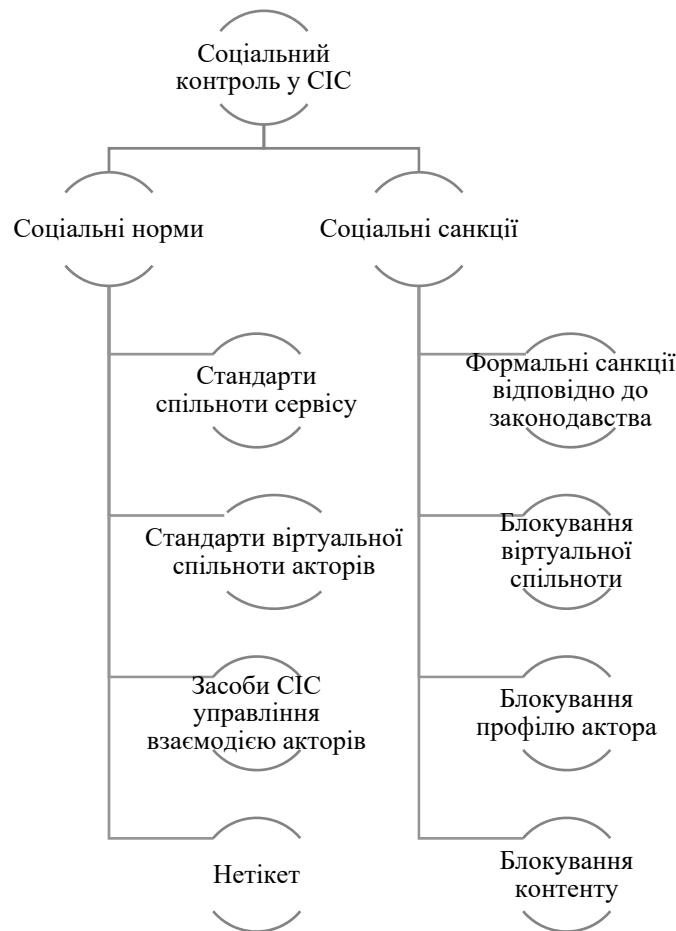 Соціальний
контроль у СІС
Соціальні норми
Стандарти
спільноти сервісу
Стандарти віртуальної
спільноти акторів
Засоби СІС
управління
взаємодією акторів
Нетікет
Соціальні санкції
Формальні санкції
відповідно до
законодавства
Блокування
віртуальної
спільноти
Блокування
профілю актора
Блокування
контенту